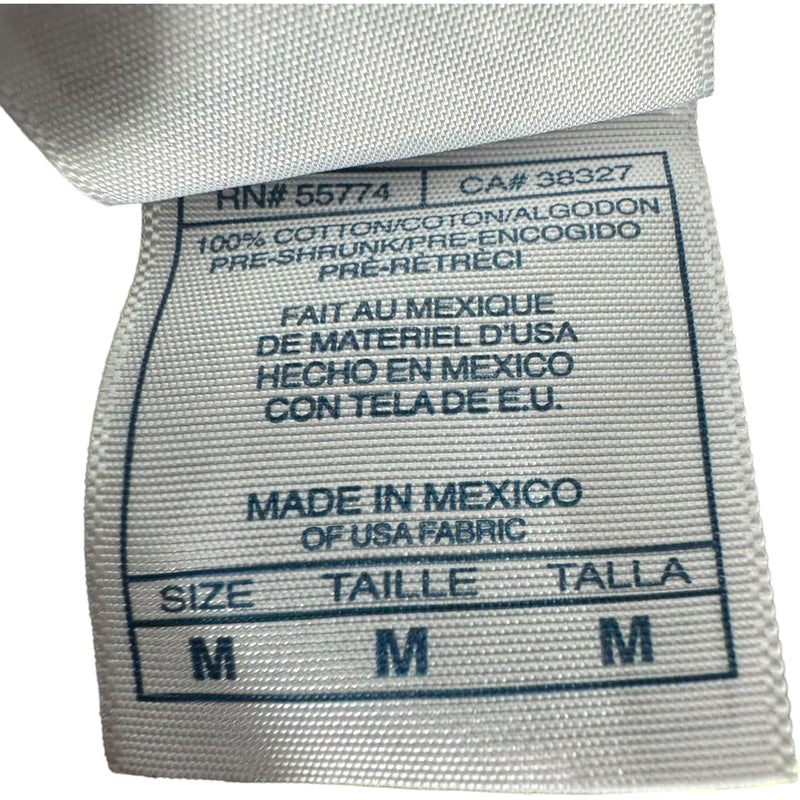 RN# 55774 CA# 38327
100% COTTON/COTON/ALGODON
PRE-SHRUNK/PRE-ENCOGIDO
PRÉ-RÉTRÉCI
FAIT AU MEXIQUE
DE MATERIEL D'USA
HECHO EN MEXICO
CON TELA DE E.U.
MADE IN MEXICO
OF USA FABRIC
SIZE TAILLE TALLA
M M M